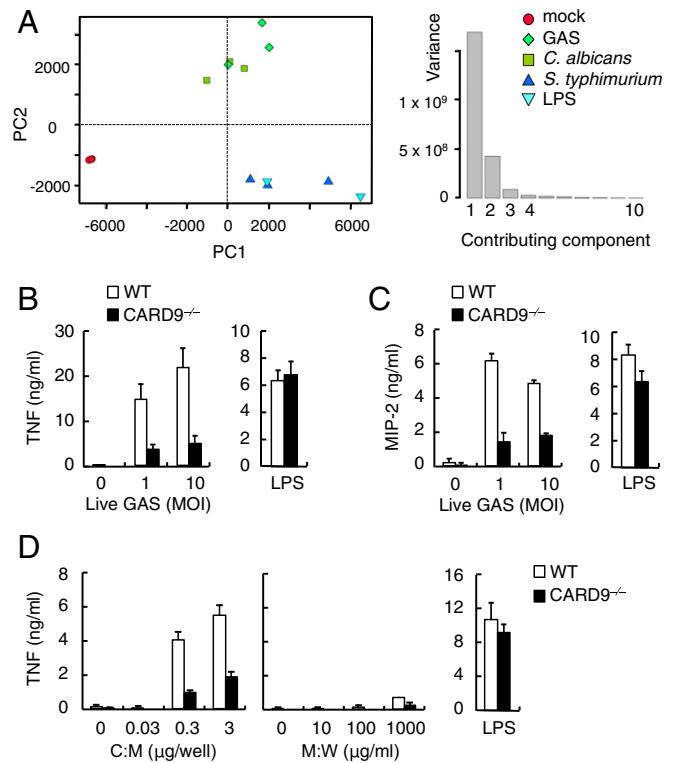 A
PC2
2000
0
-2000
-6000
-2000
0
2000
6000
PC1
Variance
1 x 10⁹
5 x 10⁸
0
1 2 3 4 10
Contributing component
mock
GAS
C. albicans
S. typhimurium
LPS
B
WT
CARD9⁻/⁻
TNF (ng/ml)
30
20
10
0
0 1 10
Live GAS (MOI)
10
8
6
4
2
0
LPS
C
WT
CARD9⁻/⁻
MIP-2 (ng/ml)
8
6
4
2
0
0 1 10
Live GAS (MOI)
10
8
6
4
2
0
LPS
D
TNF (ng/ml)
8
6
4
2
0
0 0.03 0.3 3
C:M (μg/well)
0 10 100 1000
M:W (μg/ml)
16
12
8
4
0
LPS
WT
CARD9⁻/⁻